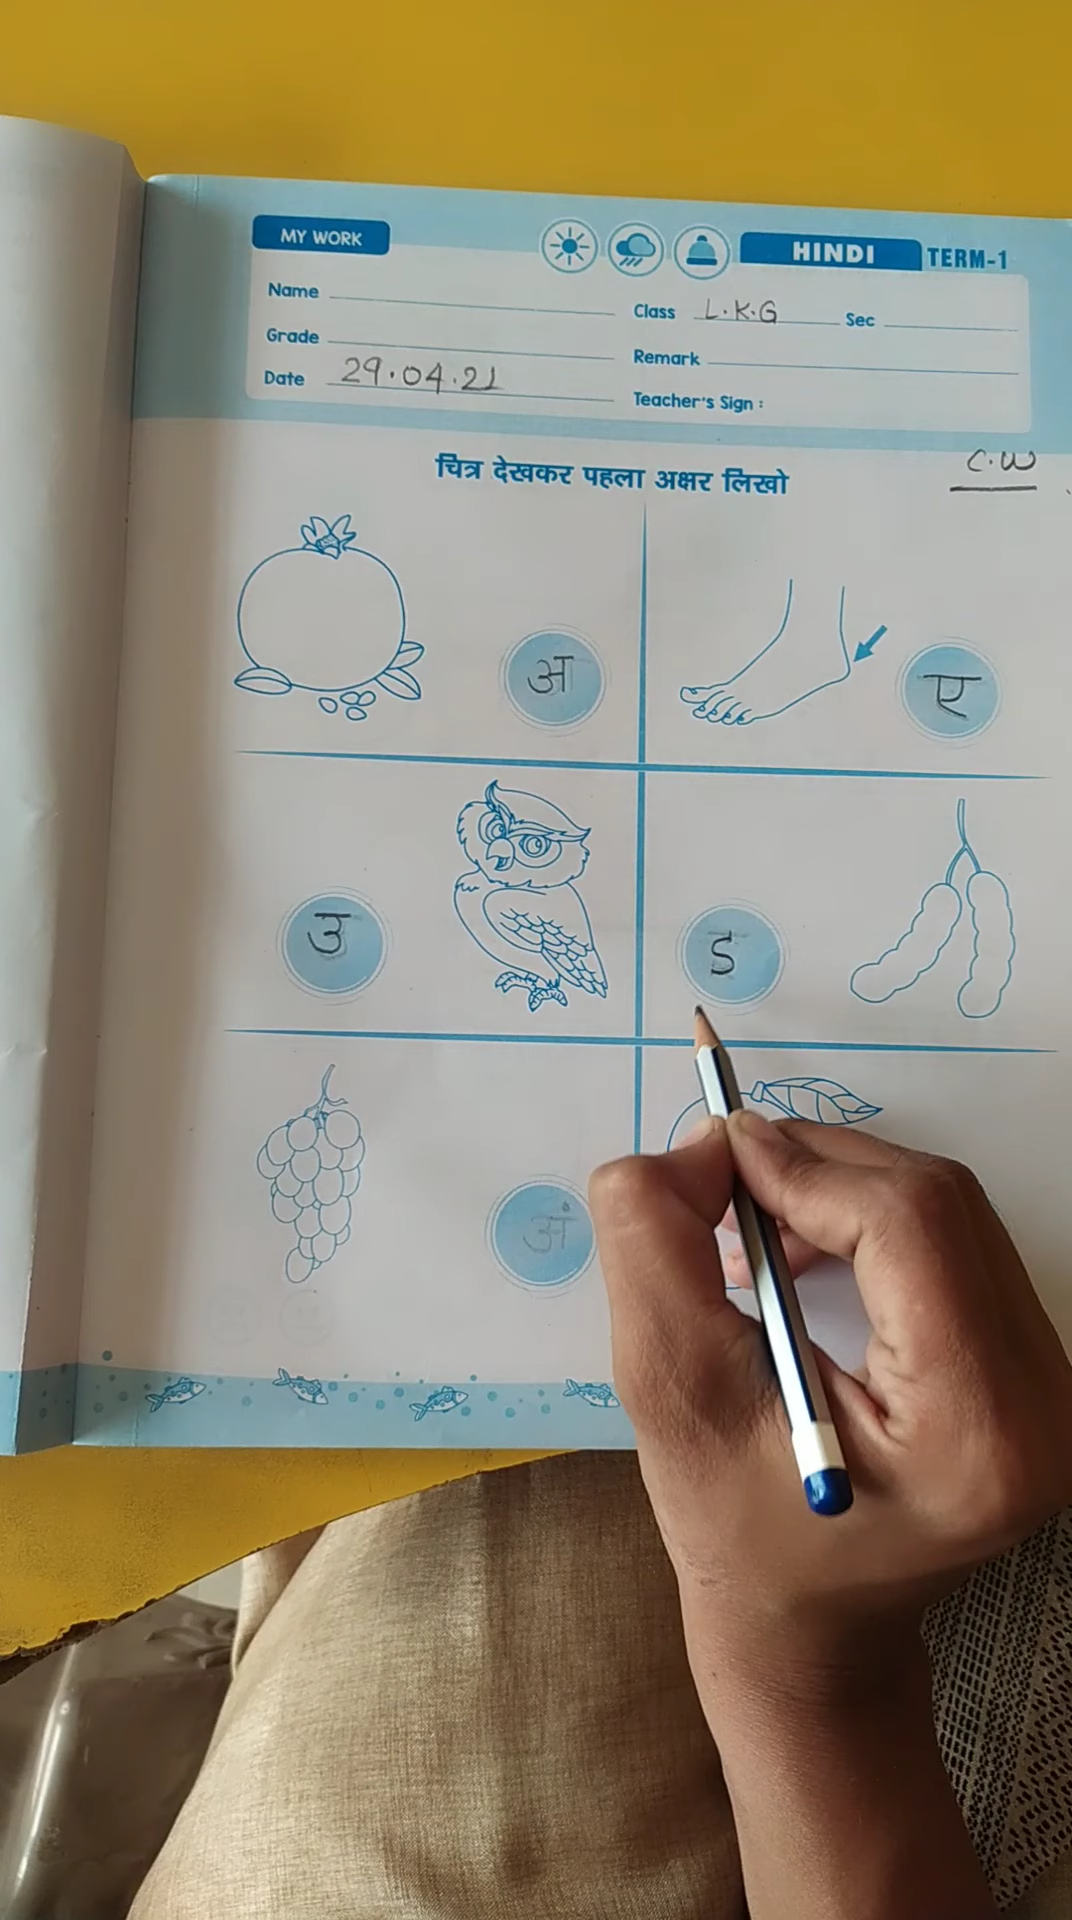 MY WORK
HINDI TERM-1
Name
Class L.K.G Sec
Grade
Remark
Date 29.04.21
Teacher's Sign :
C.W
चित्र देखकर पहला अक्षर लिखो
अ
ए
उ
इ
अं